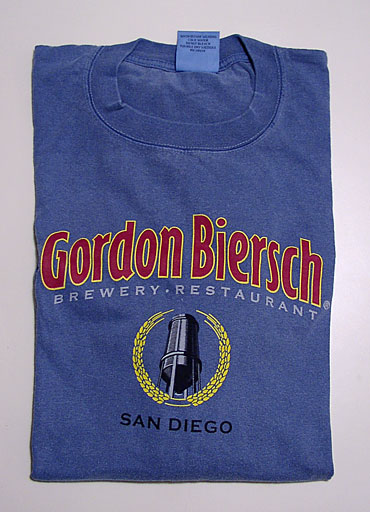 Gordon Biersch
BREWERY · RESTAURANT ®
SAN DIEGO